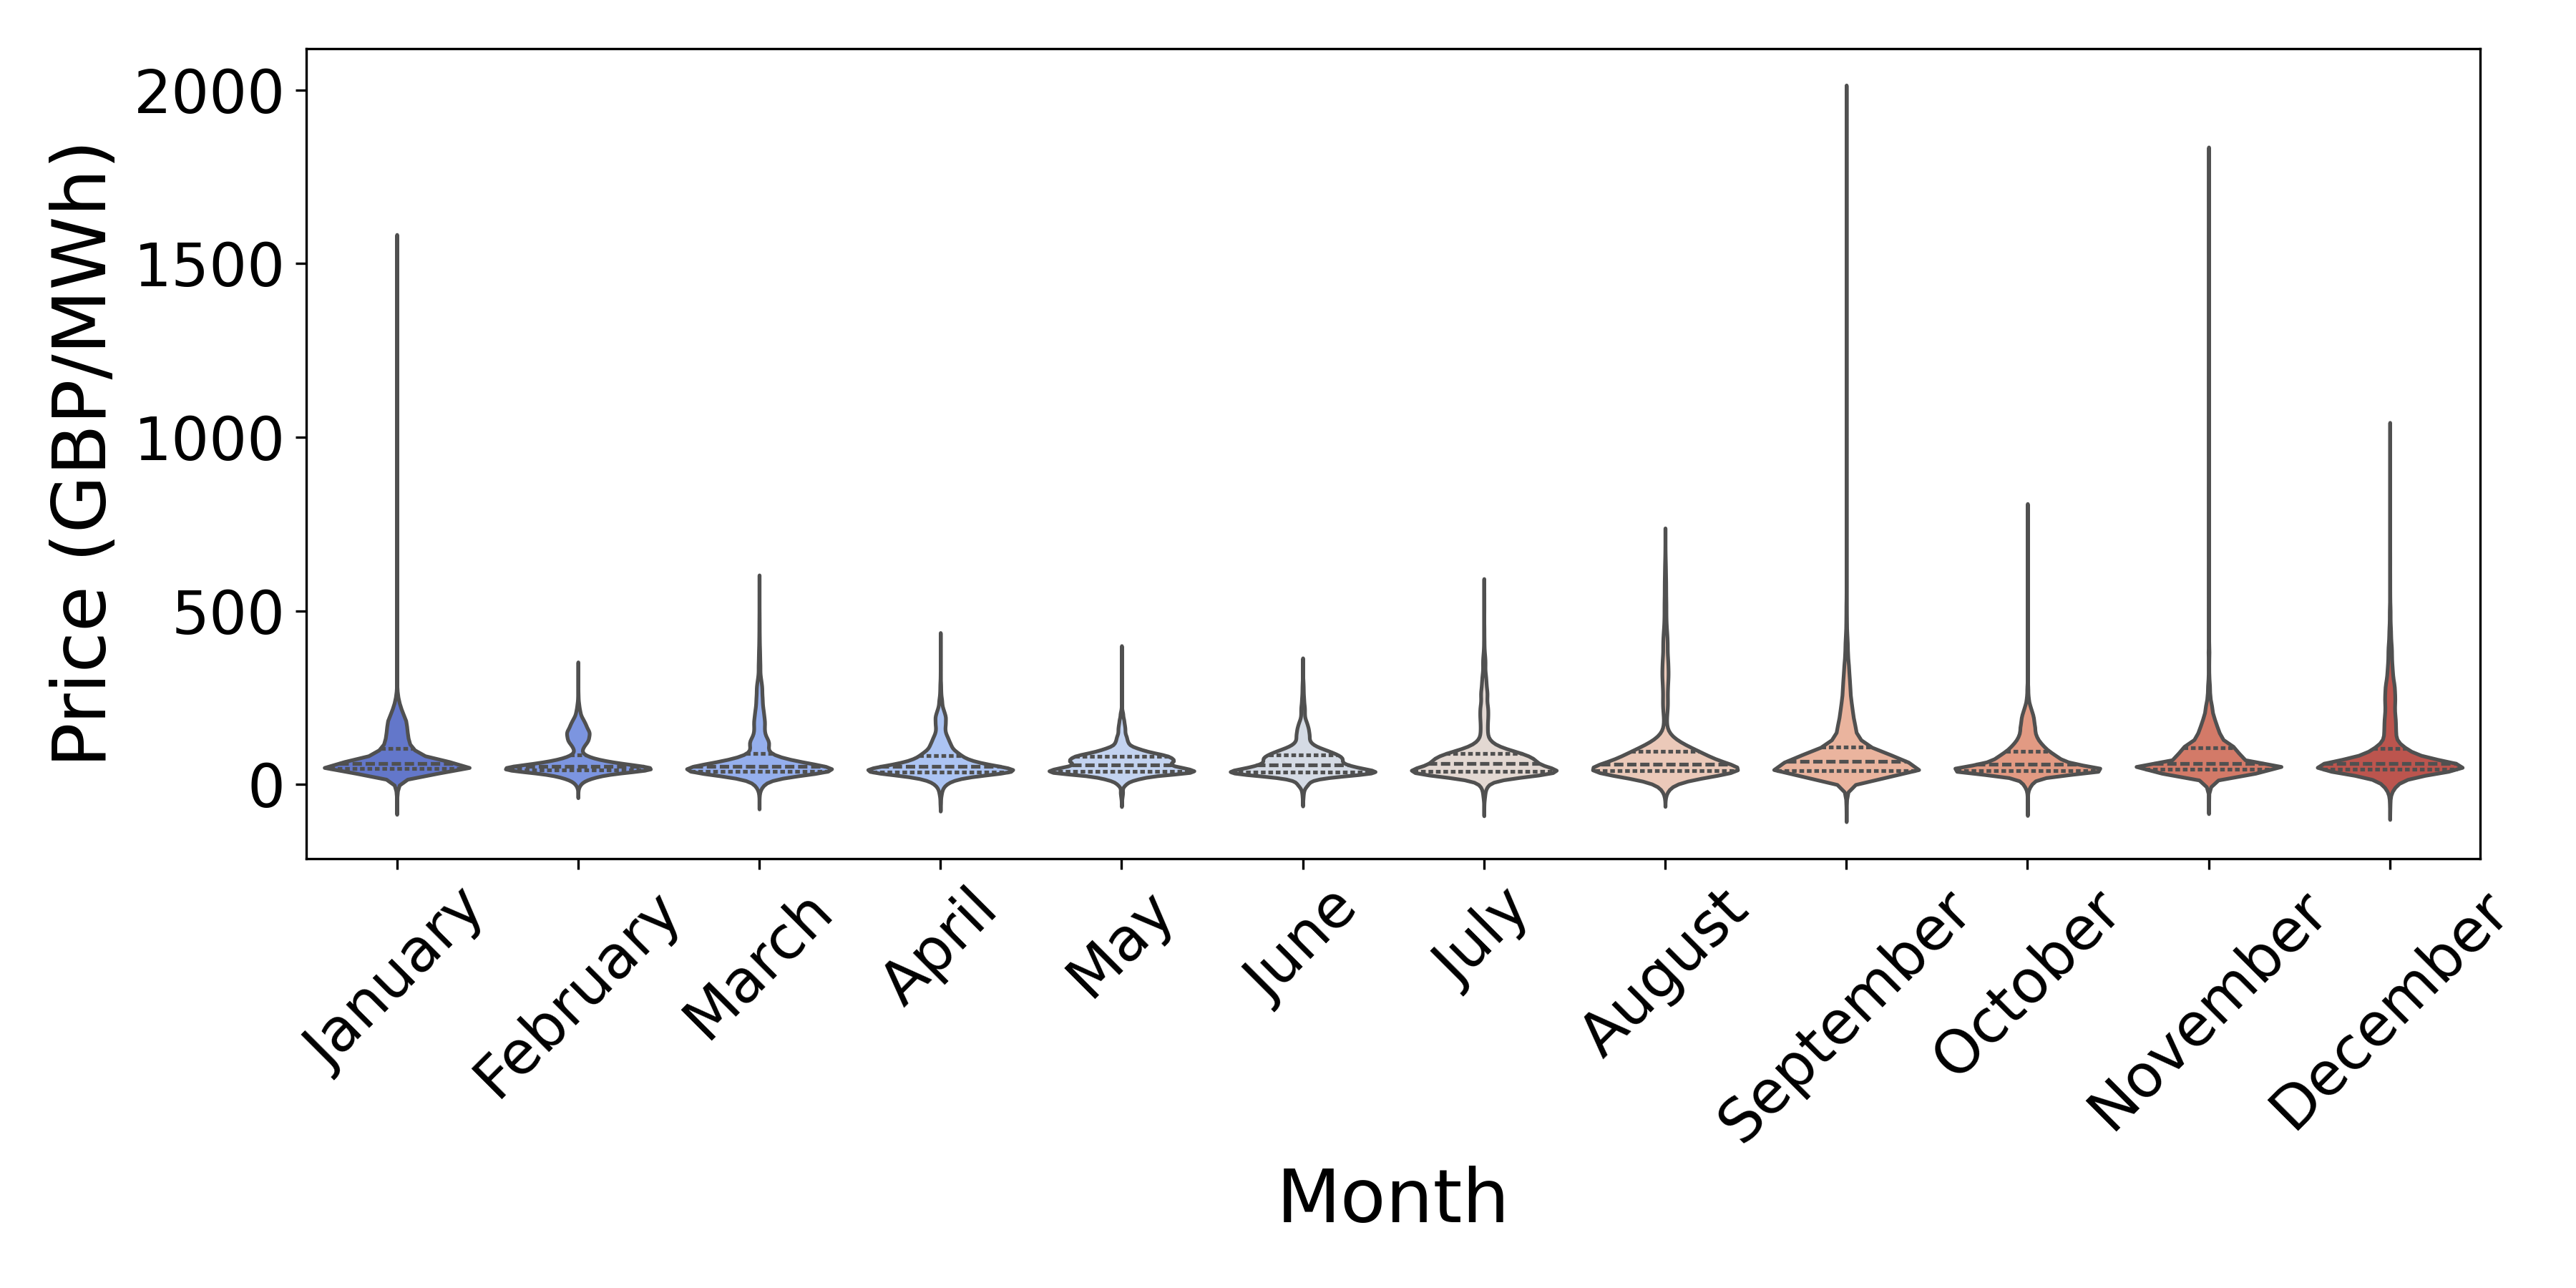 Price (GBP/MWh)
2000
1500
1000
500
0
January
February
March
April
May
June
July
August
September
October
November
December
Month